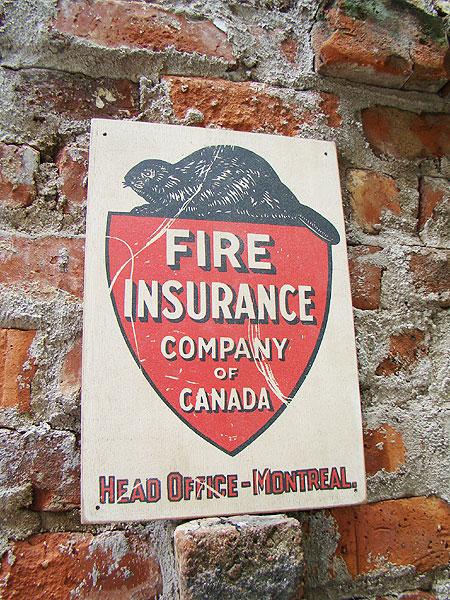 FIRE
INSURANCE
COMPANY
OF
CANADA
HEAD OFFICE - MONTREAL.